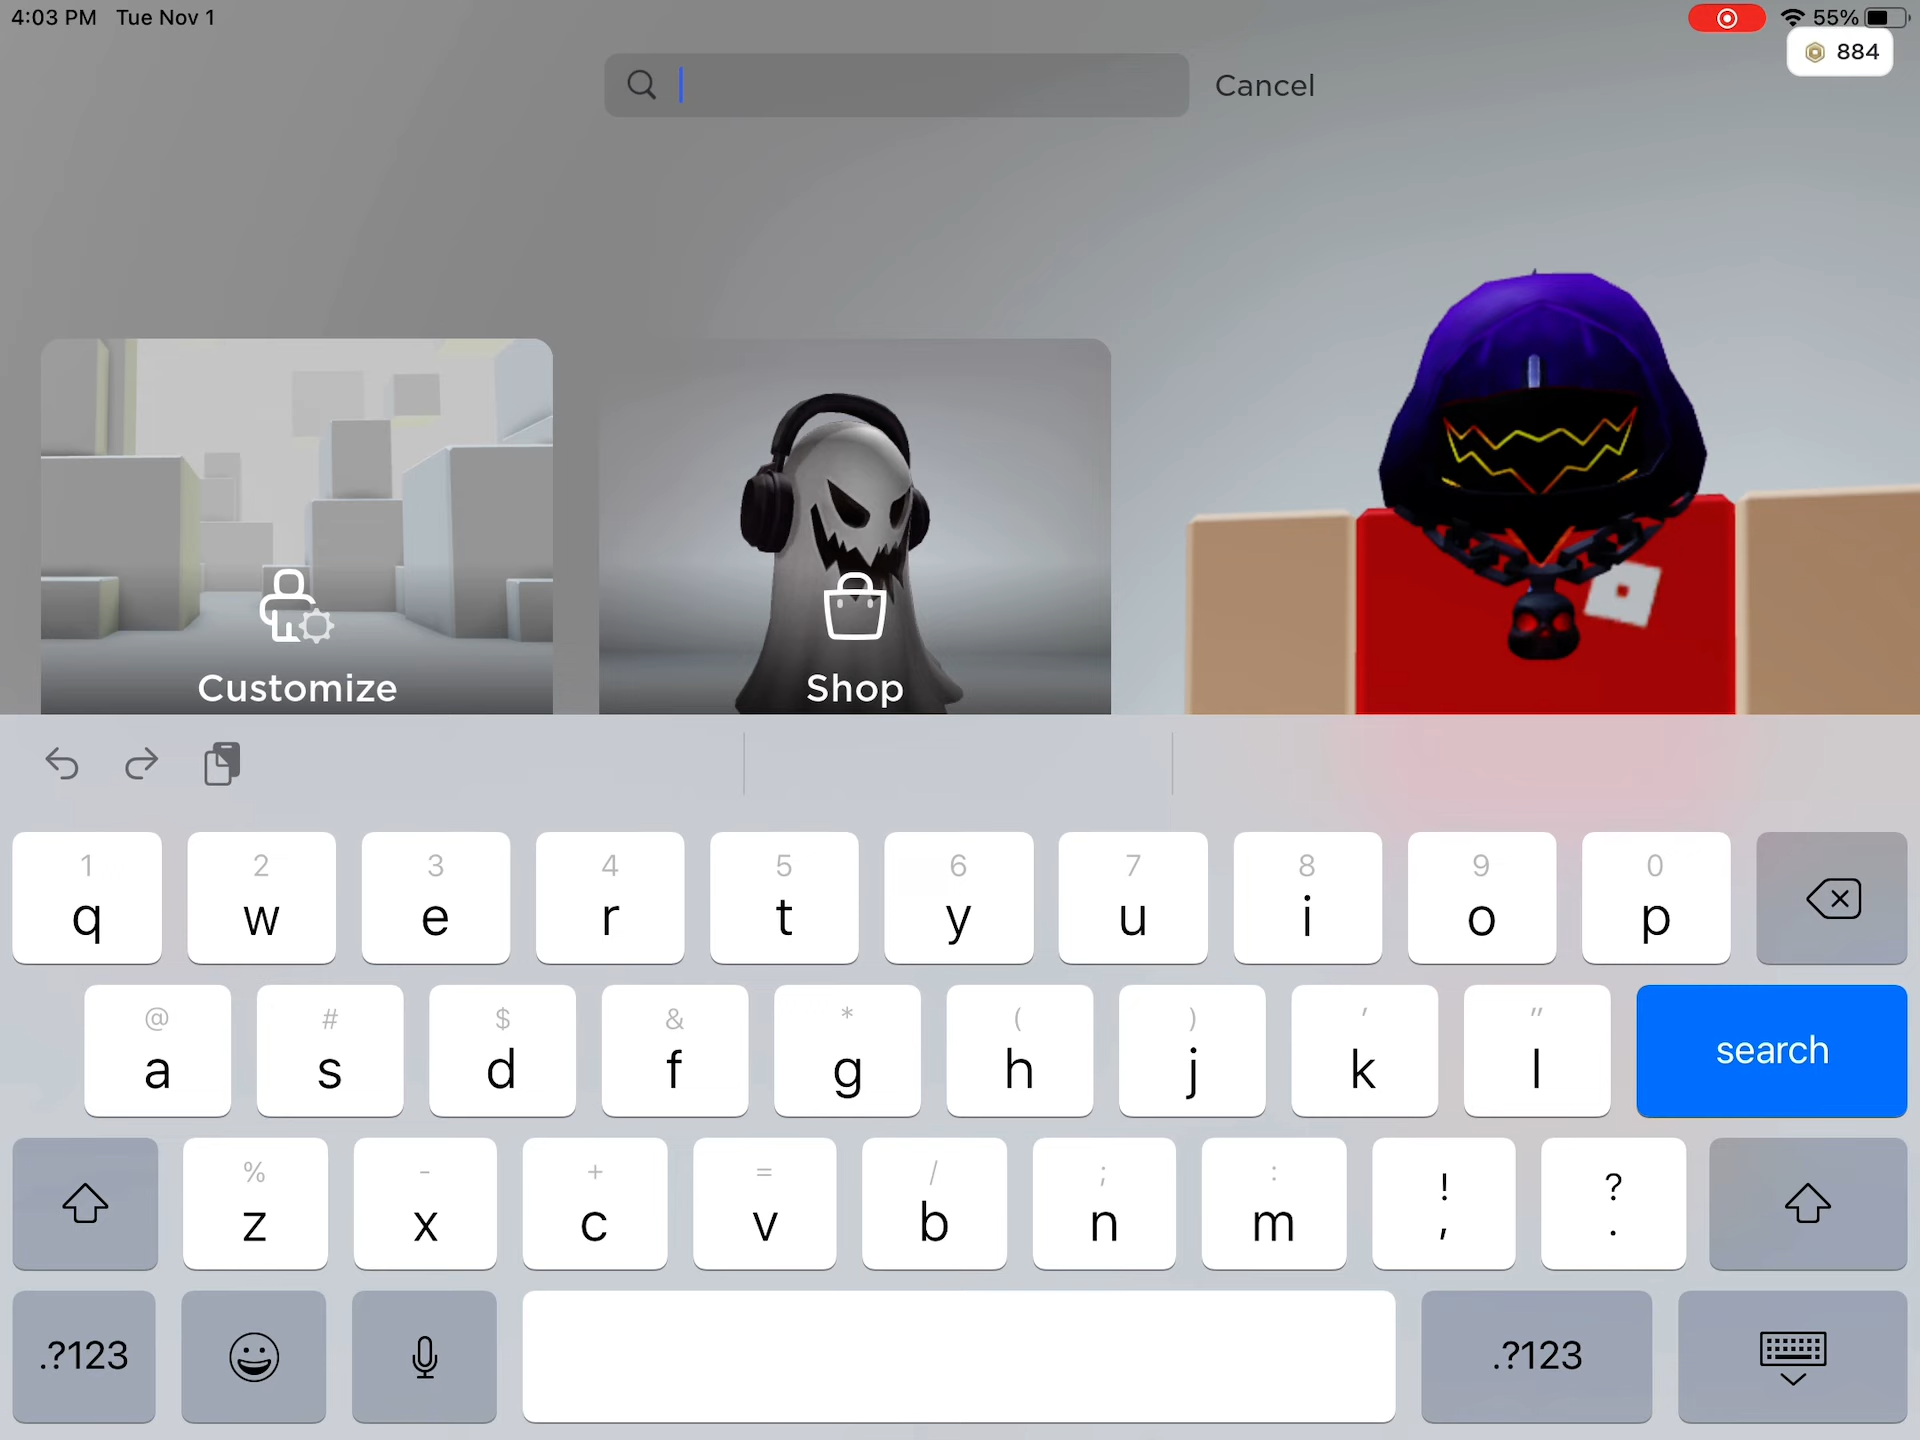 4:03 PM Tue Nov 1
55%
884
Cancel
Customize
Shop
1 2 3 4 5 6 7 8 9 0
q w e r t y u i o p
@ # $ & * ( ) ' "
a s d f g h j k l search
% - + = / ; : ! ?
z x c v b n m , .
.?123 .?123